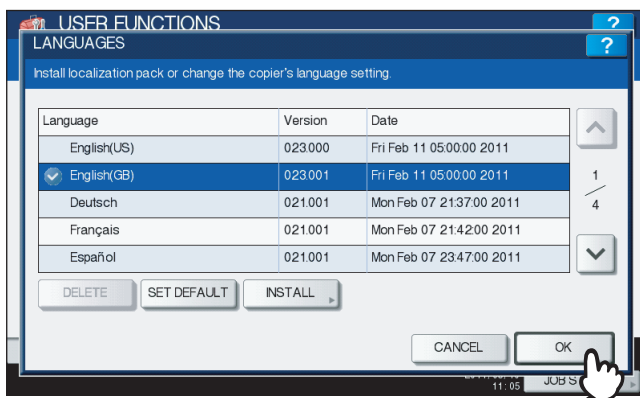 USER FUNCTIONS ?
LANGUAGES ?
Install localization pack or change the copier's language setting.
Language Version Date
English(US) 023.000 Fri Feb 11 05:00:00 2011
English(GB) 023.001 Fri Feb 11 05:00:00 2011 1
Deutsch 021.001 Mon Feb 07 21:37:00 2011 4
Français 021.001 Mon Feb 07 21:42:00 2011
Español 021.001 Mon Feb 07 23:47:00 2011
DELETE SET DEFAULT INSTALL
CANCEL OK
11:05 JOB S